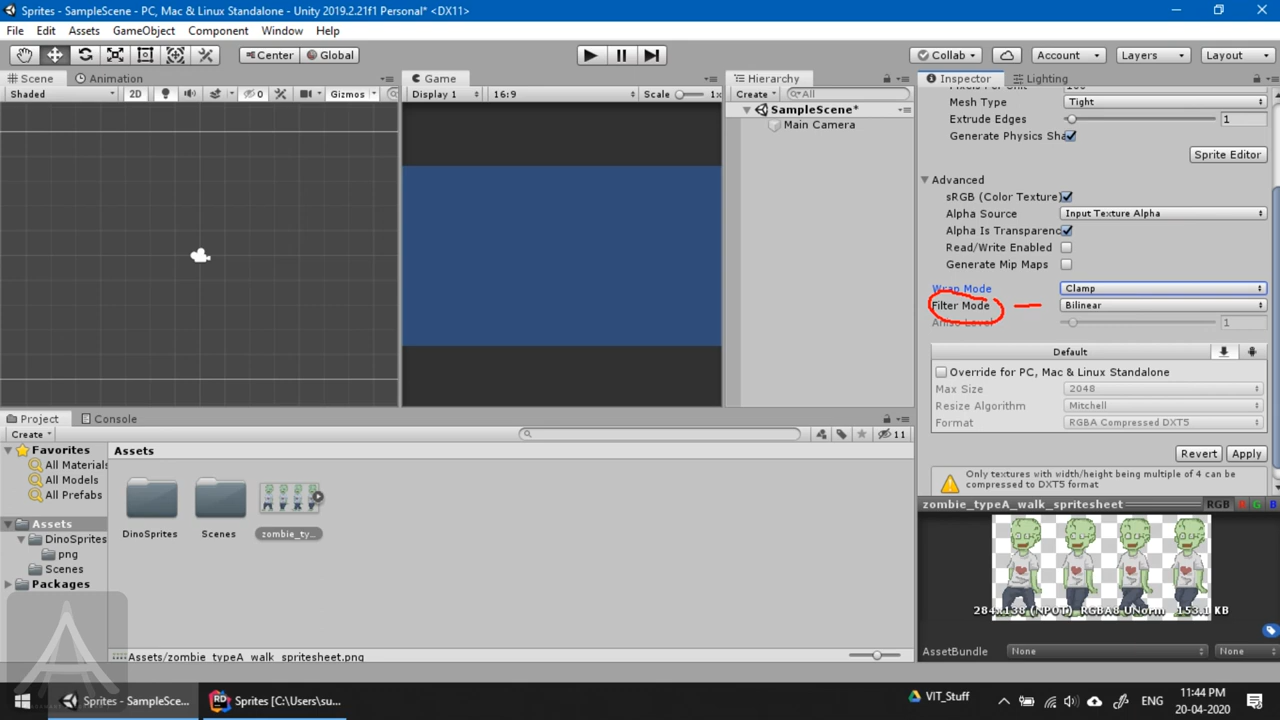 Sprites - SampleScene - PC, Mac & Linux Standalone - Unity 2019.2.21f1 Personal* <DX11>
File Edit Assets GameObject Component Window Help
Center Global Collab Account Layers Layout
Scene Animation Game Hierarchy Inspector Lighting
Shaded 2D 0 Gizmos Display 1 16:9 Scale 1x Create All
SampleScene*
Main Camera
Mesh Type Tight
Extrude Edges 1
Generate Physics Sha
Sprite Editor
Advanced
sRGB (Color Texture)
Alpha Source Input Texture Alpha
Alpha Is Transparenc
Read/Write Enabled
Generate Mip Maps
Wrap Mode Clamp
Filter Mode Bilinear
Aniso Level 1
Default
Override for PC, Mac & Linux Standalone
Max Size 2048
Resize Algorithm Mitchell
Format RGBA Compressed DXT5
Revert Apply
Only textures with width/height being multiple of 4 can be
compressed to DXT5 format
zombie_typeA_walk_spritesheet RGB R G B
284x138 (NPOT) RGBA8 UNorm 153.1 KB
AssetBundle None None
Project Console
Create 11
Favorites
All Materials
All Models
All Prefabs
Assets
DinoSprites
png
Scenes
Packages
Assets
DinoSprites Scenes zombie_ty...
Assets/zombie_typeA_walk_spritesheet.png
Sprites - SampleSce... Sprites [C:\Users\su... VIT_Stuff ENG 11:44 PM
20-04-2020